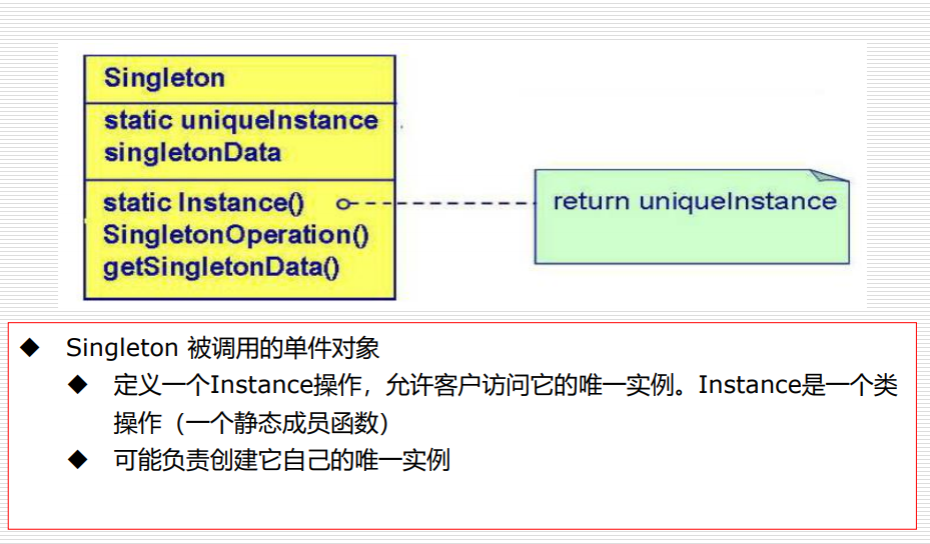 Singleton
static uniqueInstance
singletonData
static Instance()
SingletonOperation()
getSingletonData()
return uniqueInstance
◆ Singleton 被调用的单件对象
◆ 定义一个Instance操作，允许客户访问它的唯一实例。Instance是一个类
操作（一个静态成员函数）
◆ 可能负责创建它自己的唯一实例